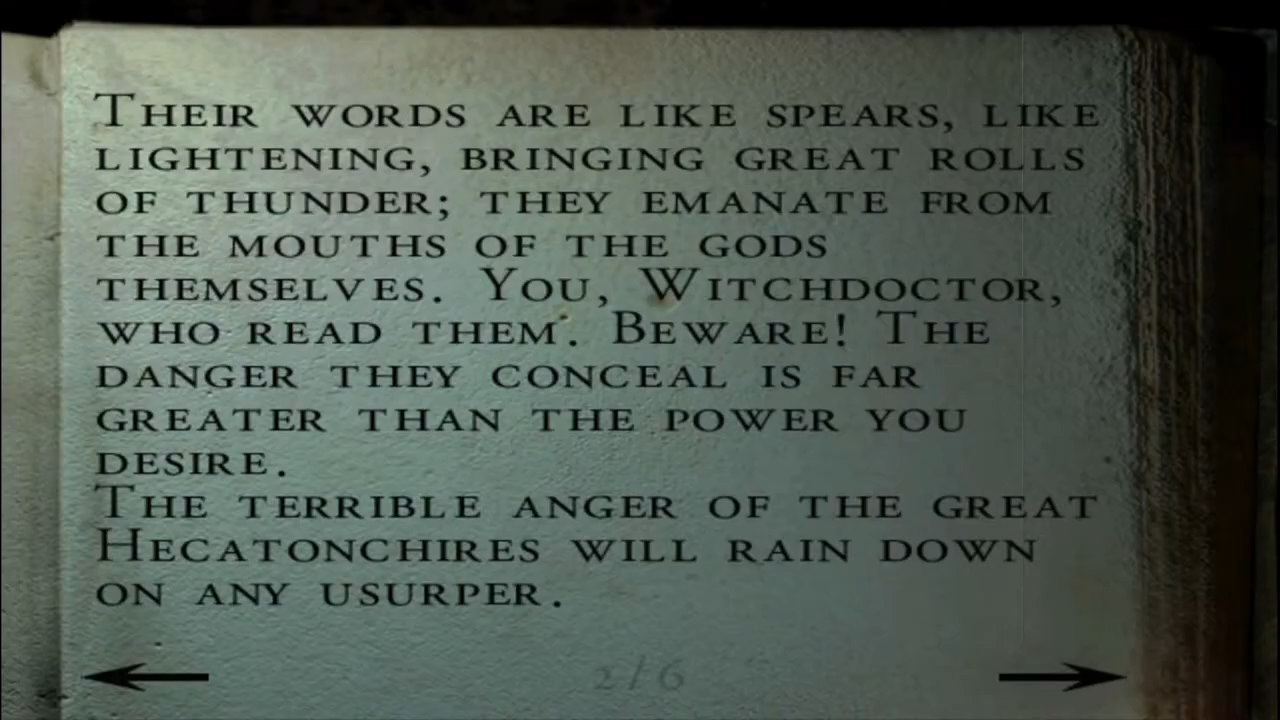 Their words are like spears, like
lightening, bringing great rolls
of thunder; they emanate from
the mouths of the gods
themselves. You, Witchdoctor,
who read them. Beware! The
danger they conceal is far
greater than the power you
desire.
The terrible anger of the great
Hecatonchires will rain down
on any usurper.
2/6